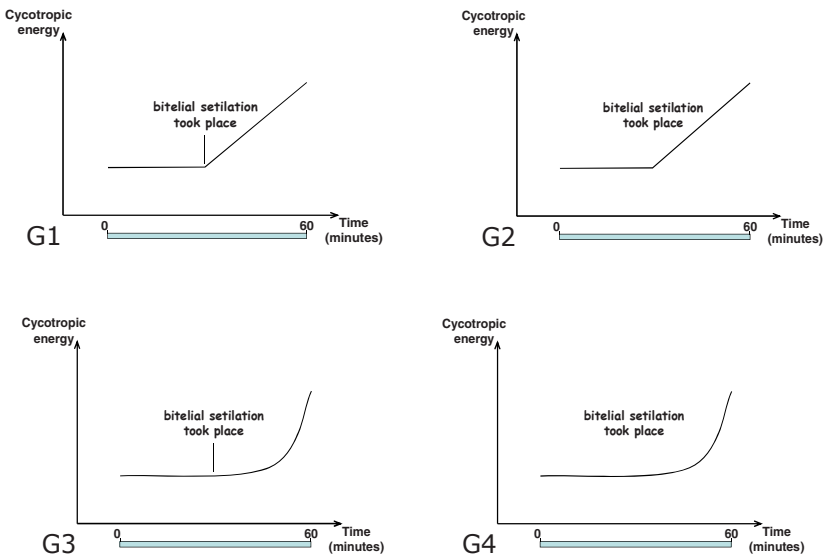 Cycotropic
energy
bitelial setilation
took place
0
60
Time
(minutes)
G1
Cycotropic
energy
bitelial setilation
took place
0
60
Time
(minutes)
G2
Cycotropic
energy
bitelial setilation
took place
0
60
Time
(minutes)
G3
Cycotropic
energy
bitelial setilation
took place
0
60
Time
(minutes)
G4